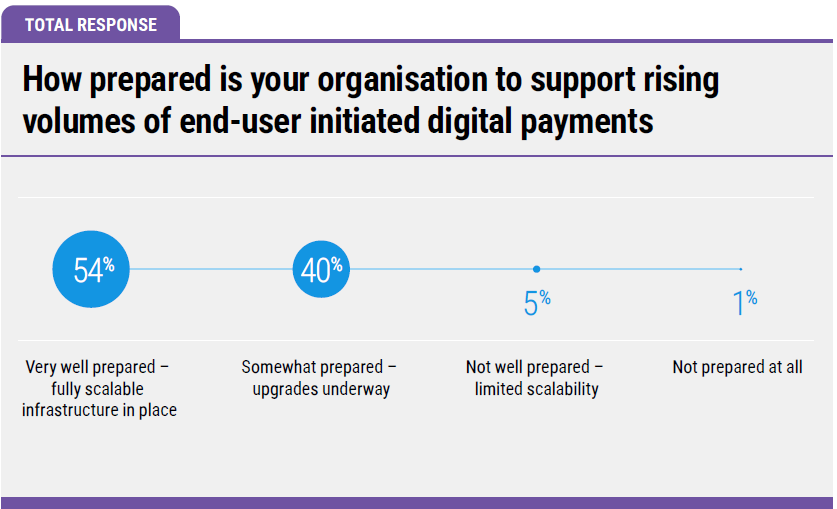 TOTAL RESPONSE
How prepared is your organisation to support rising
volumes of end-user initiated digital payments
54%
40%
5%
1%
Very well prepared –
fully scalable
infrastructure in place
Somewhat prepared –
upgrades underway
Not well prepared –
limited scalability
Not prepared at all